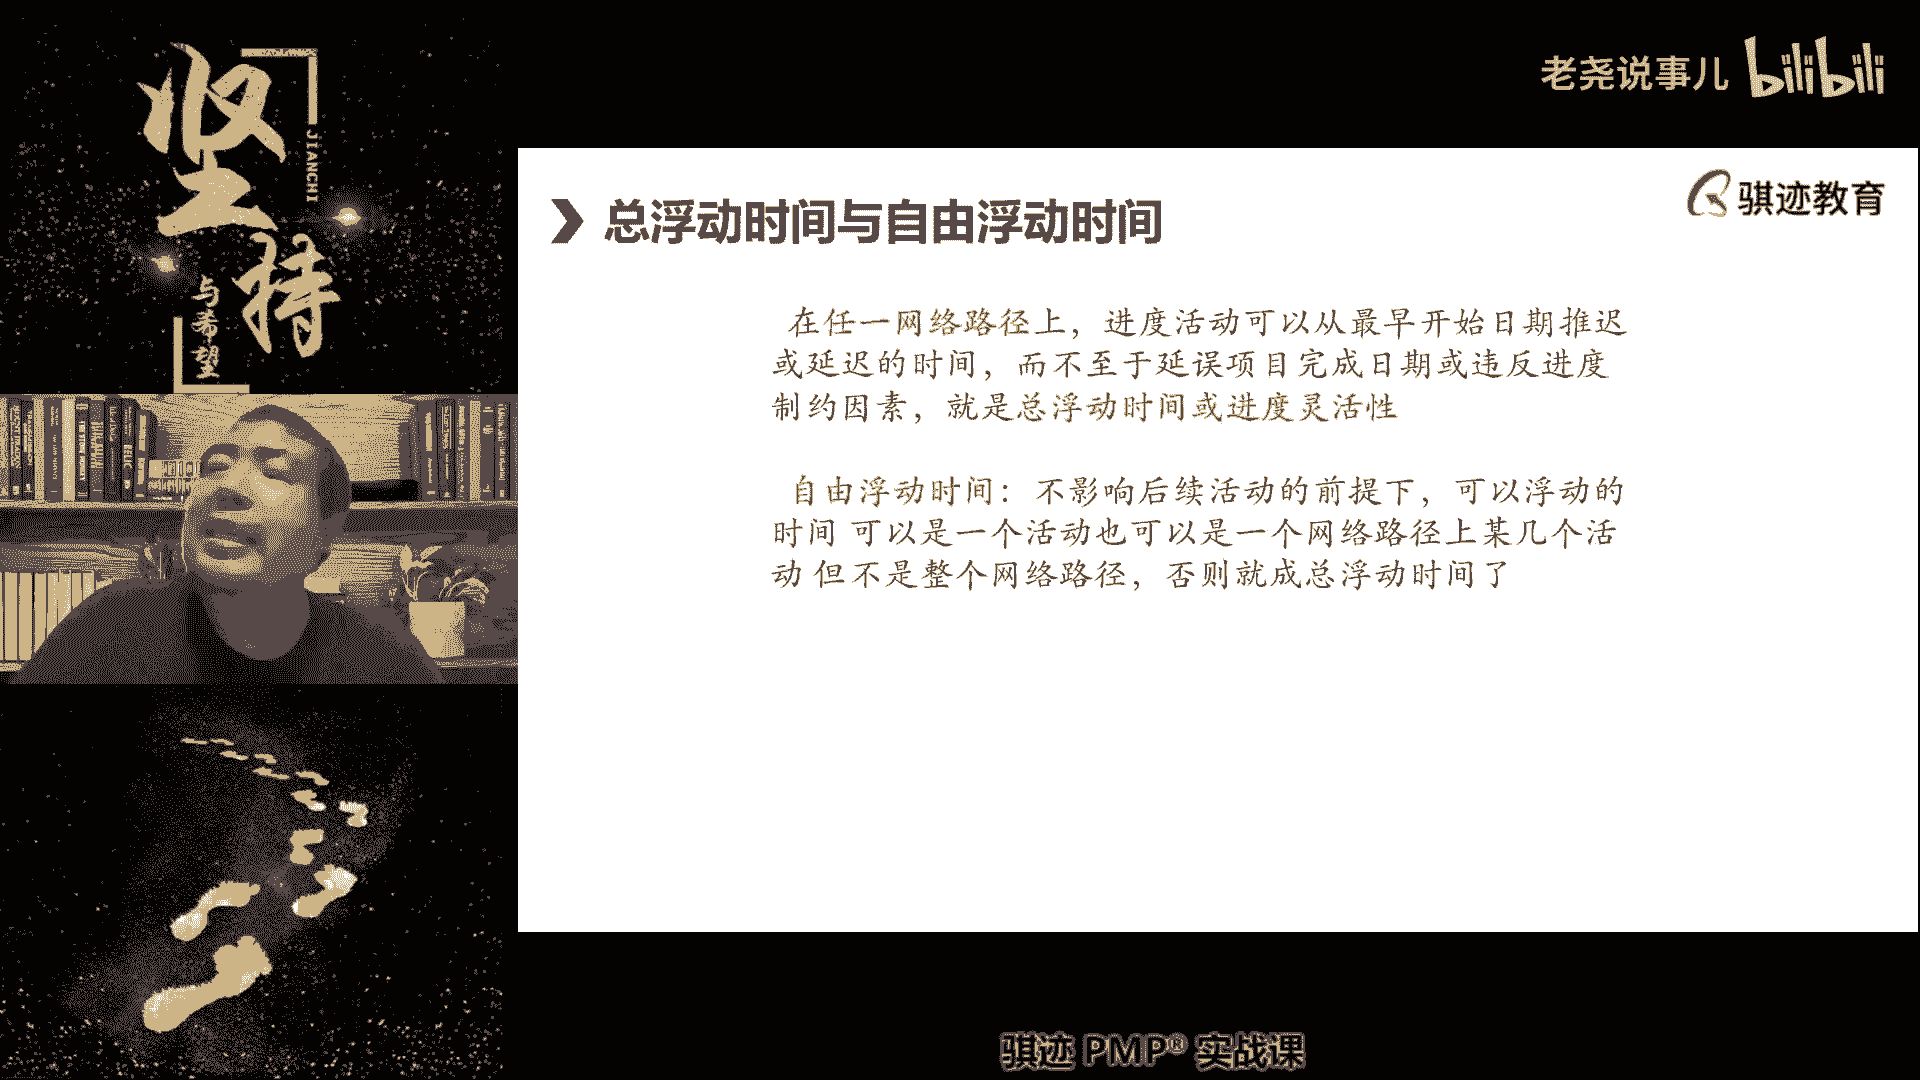 坚持
JIANCHI
与希望
老尧说事儿 bilibili
骐迹教育
总浮动时间与自由浮动时间
在任一网络路径上，进度活动可以从最早开始日期推迟
或延迟的时间，而不至于延误项目完成日期或违反进度
制约因素，就是总浮动时间或进度灵活性
自由浮动时间： 不影响后续活动的前提下，可以浮动的
时间 可以是一个活动也可以是一个网络路径上某几个活
动 但不是整个网络路径，否则就成总浮动时间了
骐迹 PMP® 实战课